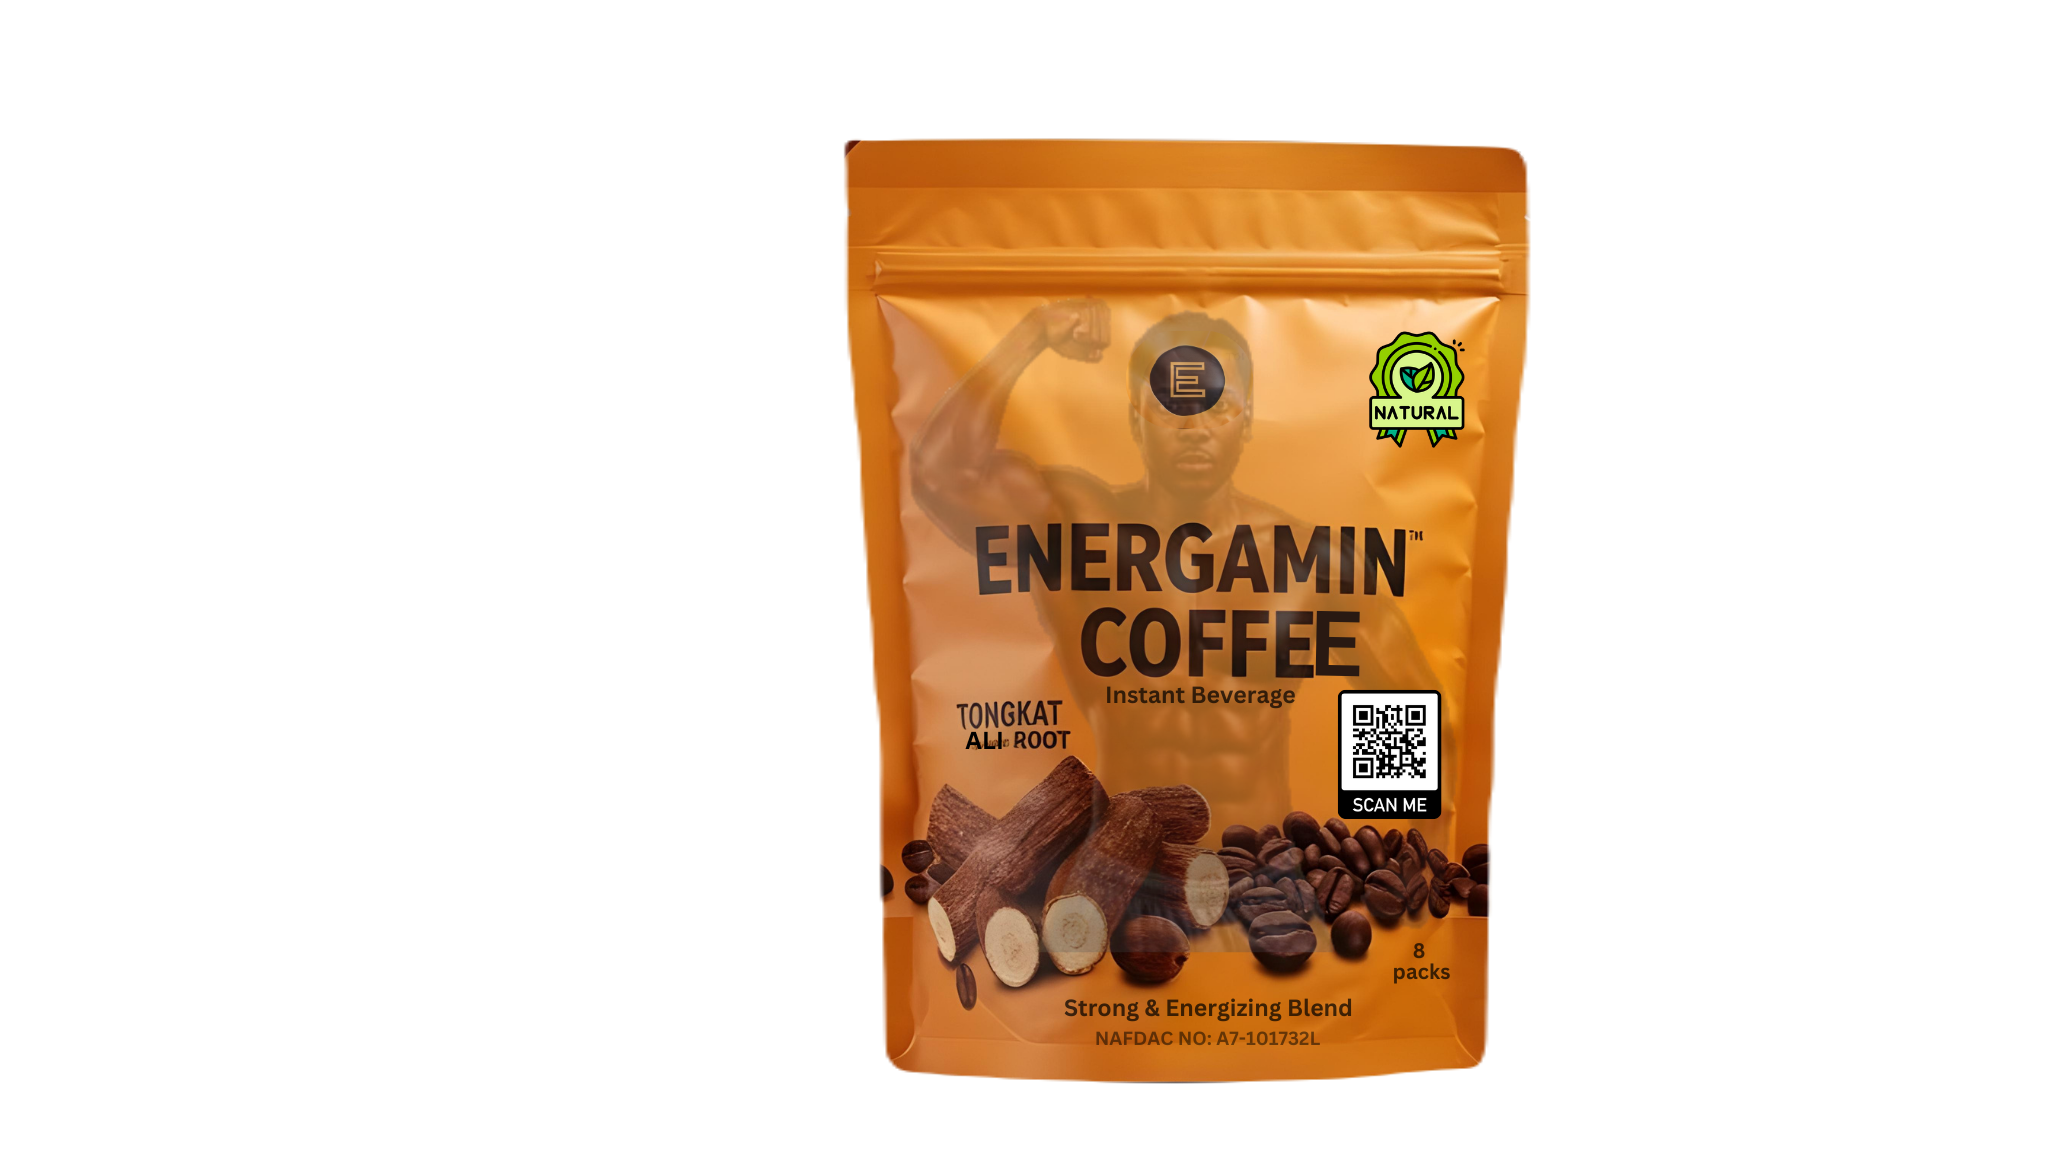 E
NATURAL
ENERGAMIN™
COFFEE
Instant Beverage
TONGKAT
ALI ROOT
SCAN ME
8
packs
Strong & Energizing Blend
NAFDAC NO: A7-101732L